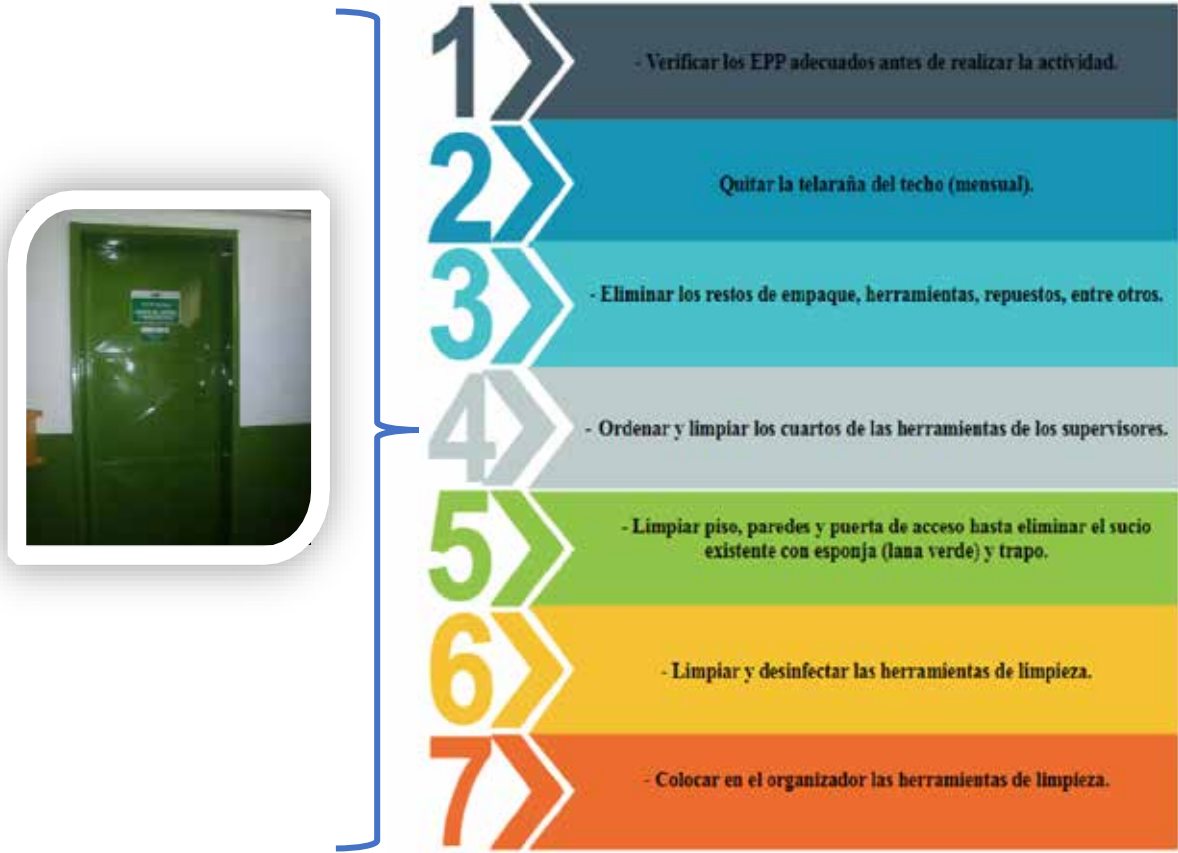 1
- Verificar los EPP adecuados antes de realizar la actividad.
2
Quitar la telaraña del techo (mensual).
3
- Eliminar los restos de empaque, herramientas, repuestos, entre otros.
4
- Ordenar y limpiar los cuartos de las herramientas de los supervisores.
5
- Limpiar piso, paredes y puerta de acceso hasta eliminar el sucio
existente con esponja (lana verde) y trapo.
6
- Limpiar y desinfectar las herramientas de limpieza.
7
- Colocar en el organizador las herramientas de limpieza.